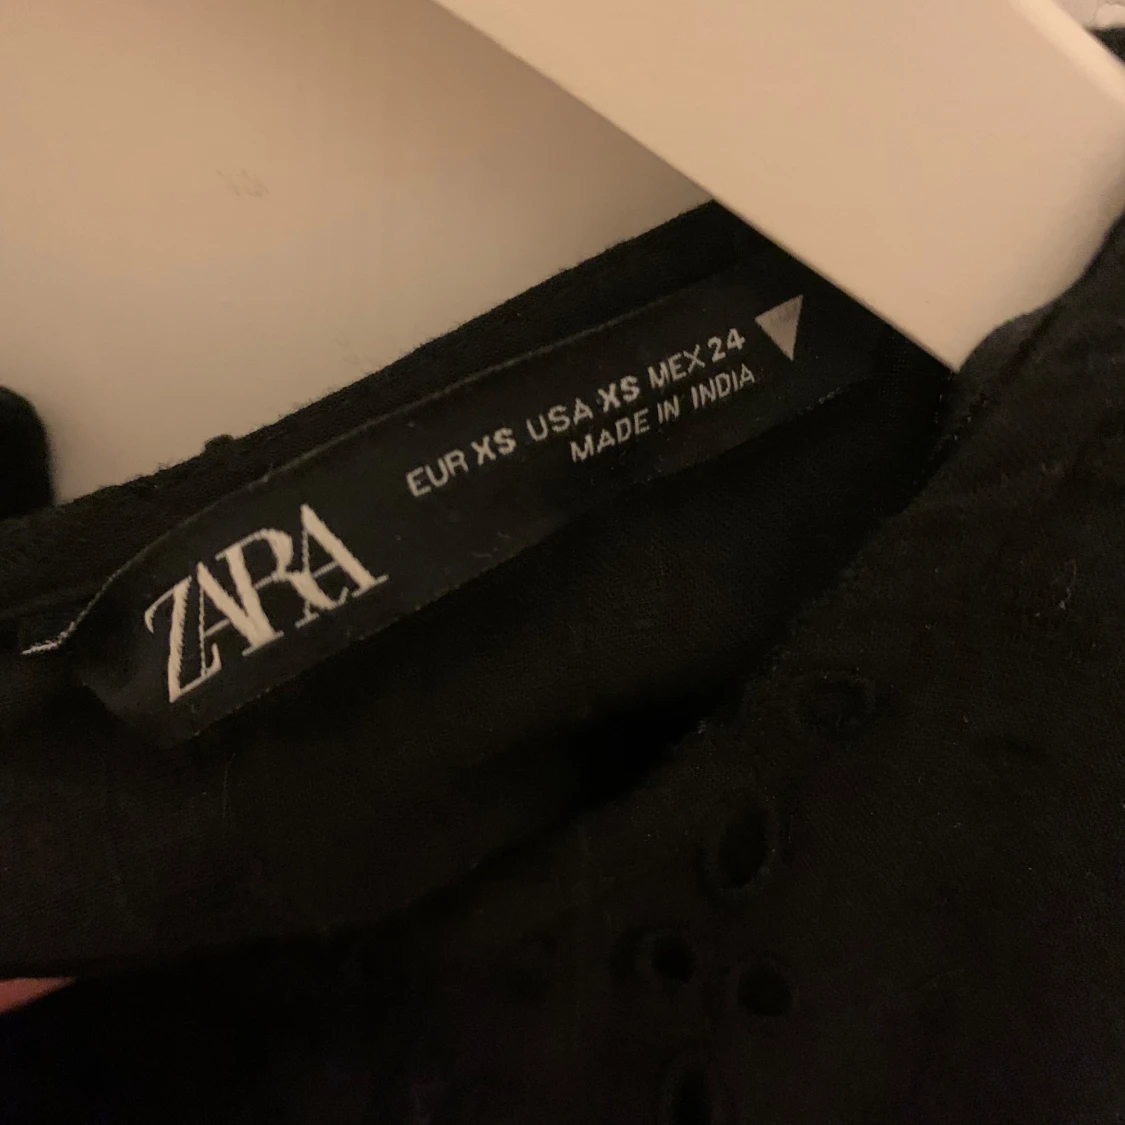 ZARA
EUR XS USA XS MEX 24
MADE IN INDIA